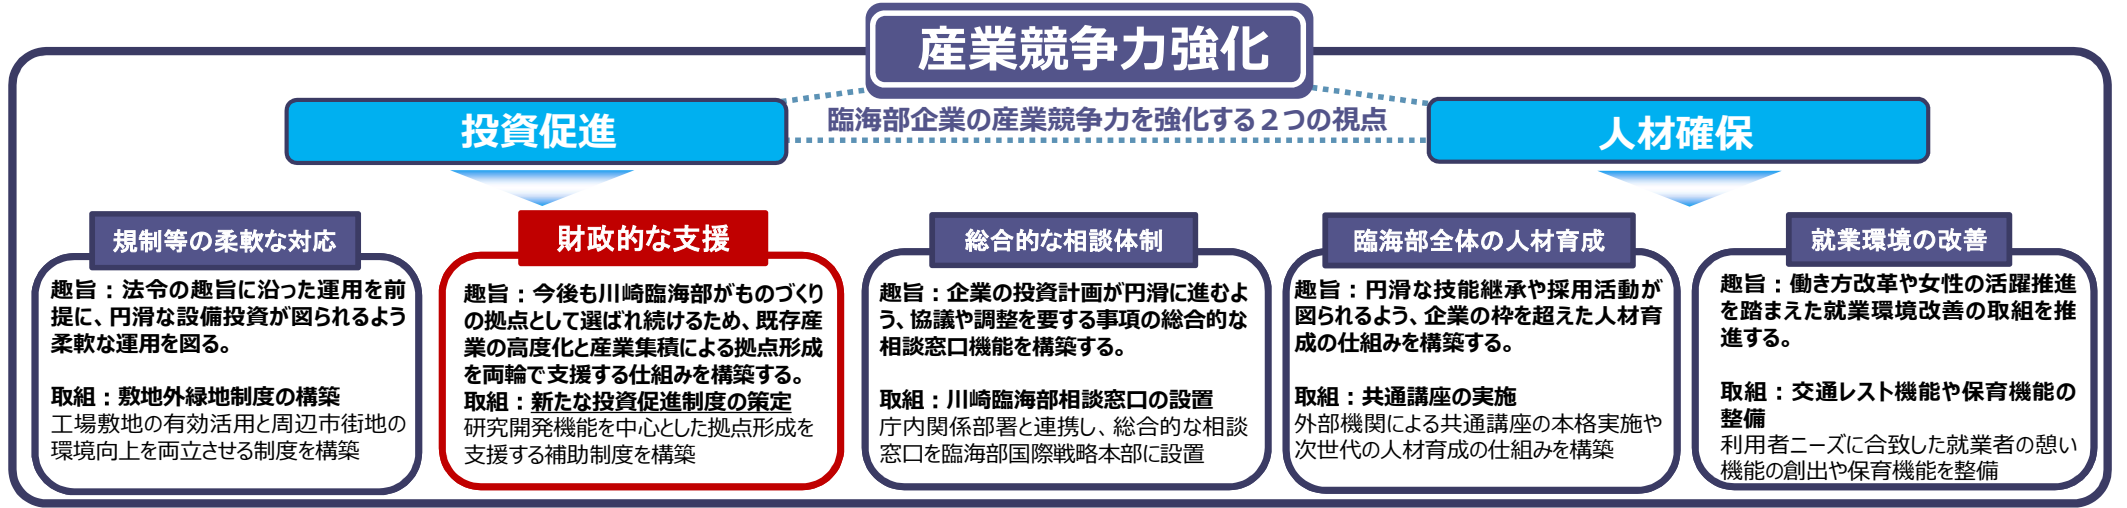 産業競争力強化
投資促進
臨海部企業の産業競争力を強化する２つの視点
人材確保
規制等の柔軟な対応
趣旨：法令の趣旨に沿った運用を前
提に、円滑な設備投資が図られるよう
柔軟な運用を図る。
取組：敷地外緑地制度の構築
工場敷地の有効活用と周辺市街地の
環境向上を両立させる制度を構築
財政的な支援
趣旨：今後も川崎臨海部がものづくり
の拠点として選ばれ続けるため、既存産
業の高度化と産業集積による拠点形成
を両輪で支援する仕組みを構築する。
取組：新たな投資促進制度の策定
研究開発機能を中心とした拠点形成を
支援する補助制度を構築
総合的な相談体制
趣旨：企業の投資計画が円滑に進むよ
う、協議や調整を要する事項の総合的な
相談窓口機能を構築する。
取組：川崎臨海部相談窓口の設置
庁内関係部署と連携し、総合的な相談
窓口を臨海部国際戦略本部に設置
臨海部全体の人材育成
趣旨：円滑な技能継承や採用活動が
図られるよう、企業の枠を超えた人材育
成の仕組みを構築する。
取組：共通講座の実施
外部機関による共通講座の本格実施や
次世代の人材育成の仕組みを構築
就業環境の改善
趣旨：働き方改革や女性の活躍推進
を踏まえた就業環境改善の取組を推
進する。
取組：交通レスト機能や保育機能の
整備
利用者ニーズに合致した就業者の憩い
機能の創出や保育機能を整備